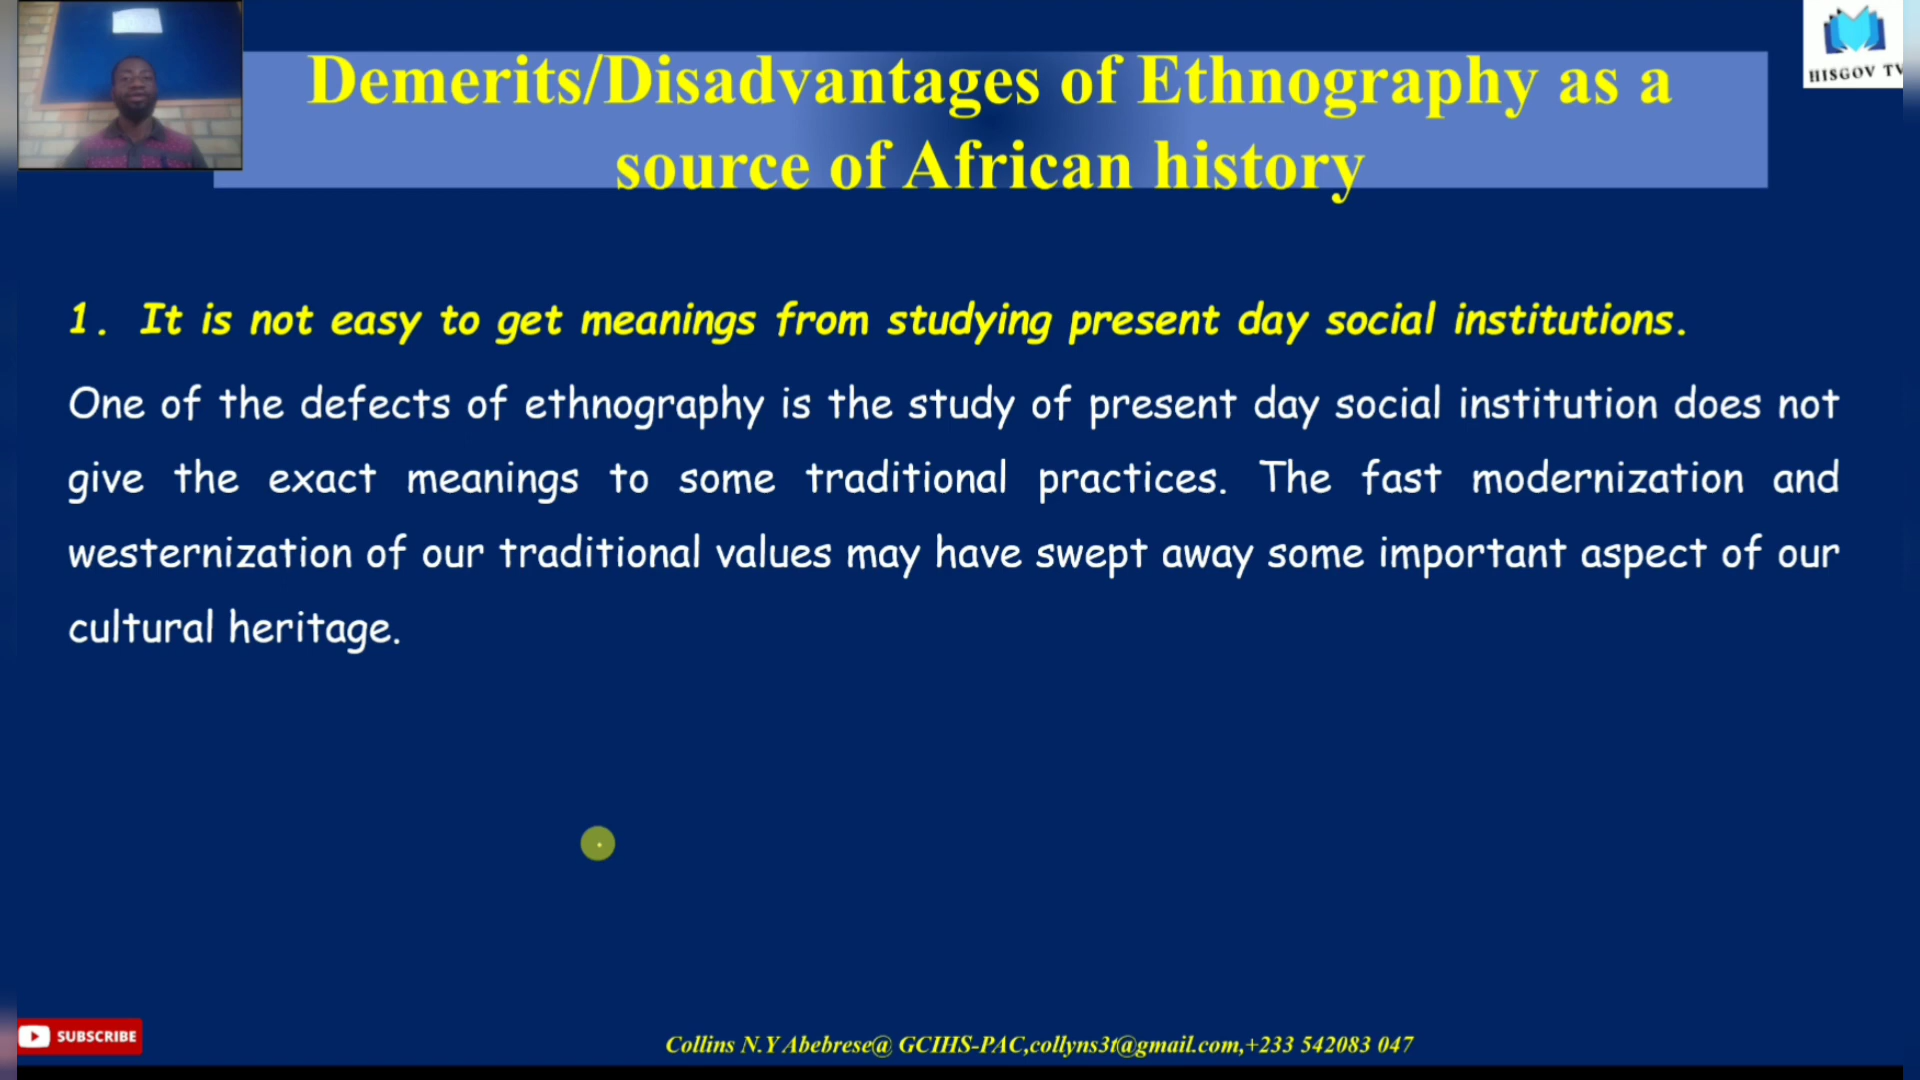 Demerits/Disadvantages of Ethnography as a
source of African history
HISGOV TV
1. It is not easy to get meanings from studying present day social institutions.
One of the defects of ethnography is the study of present day social institution does not
give the exact meanings to some traditional practices. The fast modernization and
westernization of our traditional values may have swept away some important aspect of our
cultural heritage.
SUBSCRIBE
Collins N.Y Abebrese@ GCIHS-PAC,collyns3t@gmail.com,+233 542083 047